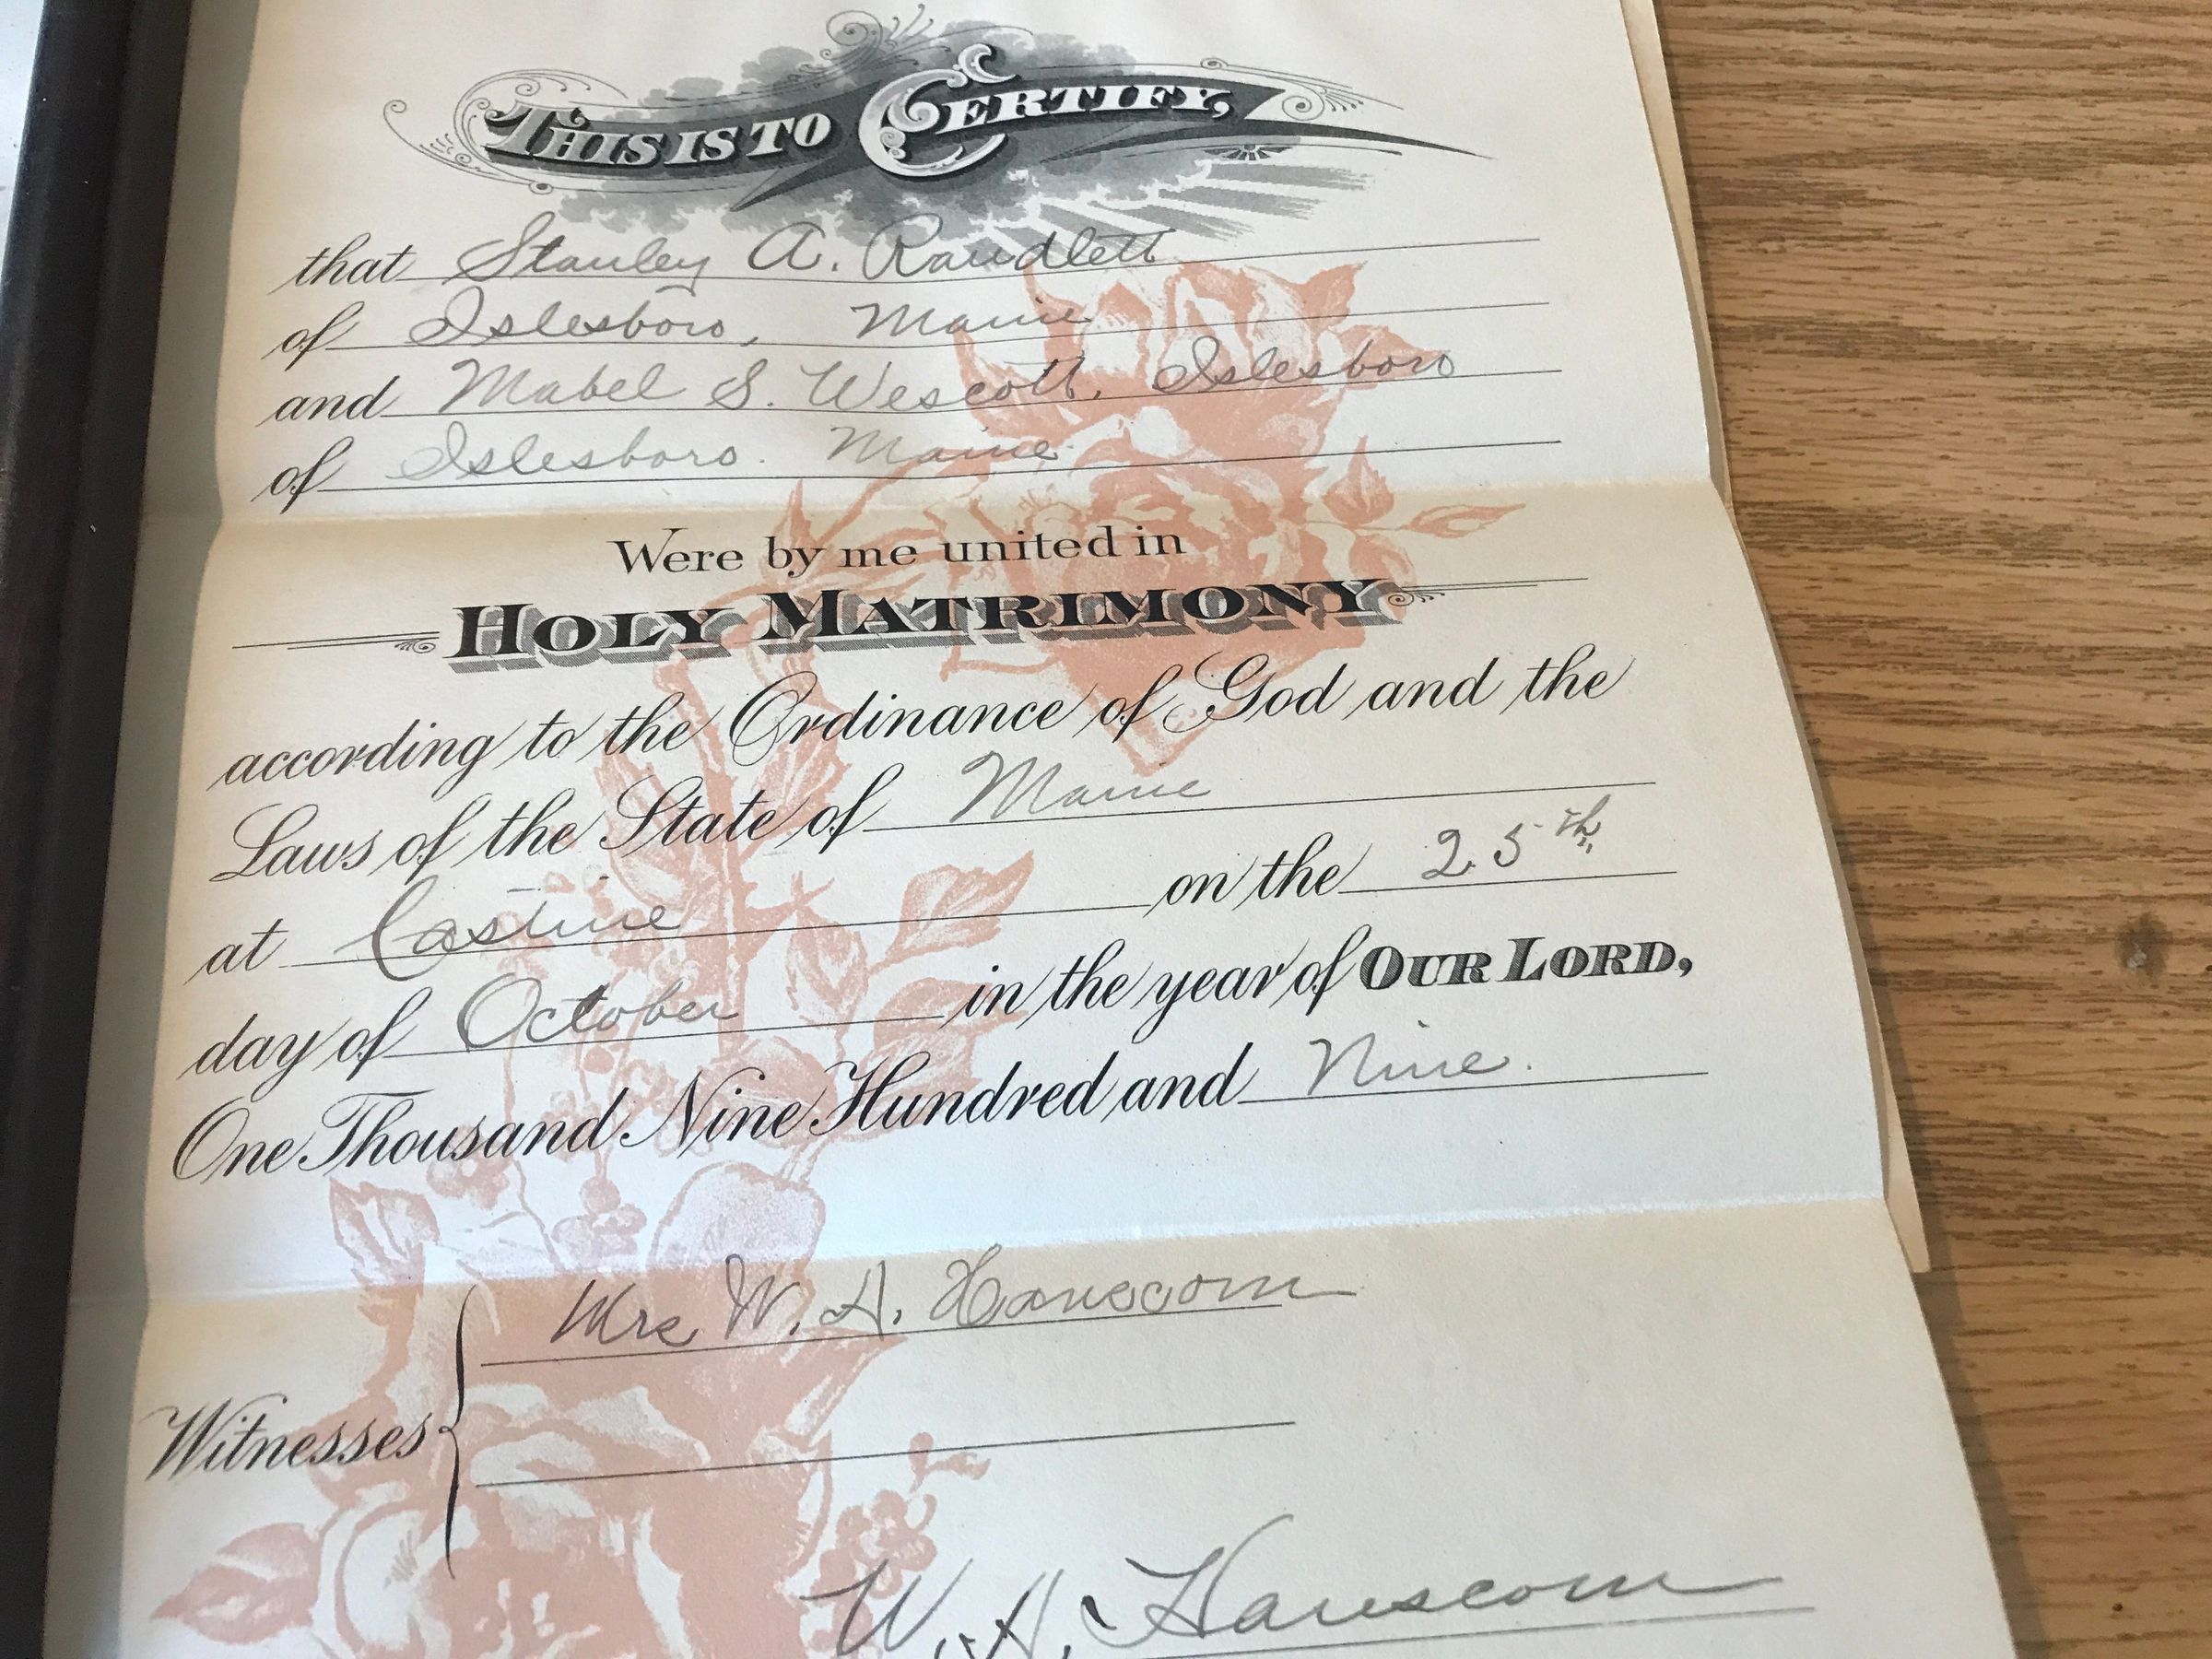 THIS IS TO CERTIFY,
that Stanley A. Randlett
of Islesboro, Maine
and Mabel S. Wescott, Islesboro
of Islesboro. Maine
Were by me united in
HOLY MATRIMONY
according to the Ordinance of God and the
Laws of the State of Maine
at Castine on the 25th
day of October in the year of OUR LORD,
One Thousand Nine Hundred and Nine.
Mrs W. H. Hanscom
Witnesses
W. H. Hanscom